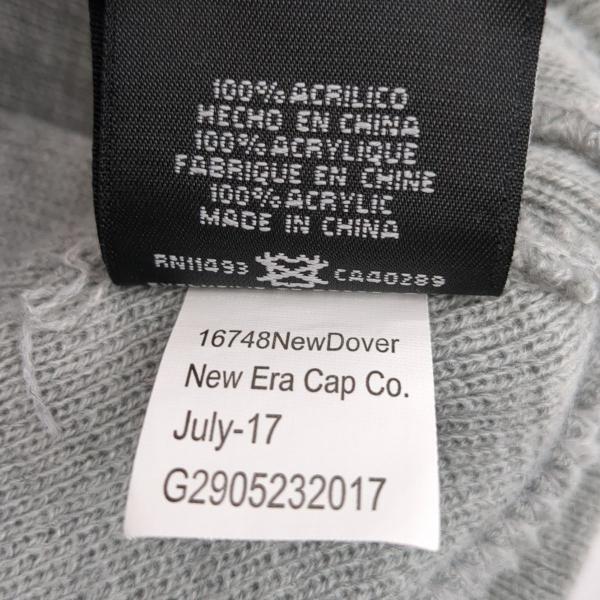 100% ACRILICO
HECHO EN CHINA
100% ACRYLIQUE
FABRIQUE EN CHINE
100% ACRYLIC
MADE IN CHINA
RN11493 CA40289
16748NewDover
New Era Cap Co.
July-17
G2905232017